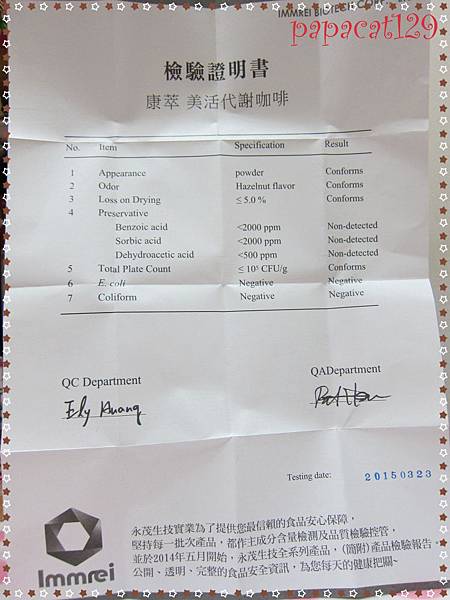 IMMREI BIOTECH CO
papacat129
檢驗證明書
康萃 美活代謝咖啡
No. Item Specification Result
1 Appearance powder Conforms
2 Odor Hazelnut flavor Conforms
3 Loss on Drying ≤ 5.0 % Conforms
4 Preservative
Benzoic acid <2000 ppm Non-detected
Sorbic acid <2000 ppm Non-detected
Dehydroacetic acid <500 ppm Non-detected
5 Total Plate Count ≤ 10⁵ CFU/g Conforms
6 E. coli Negative Negative
7 Coliform Negative Negative
QC Department QADepartment
Ely Huang
Testing date: 20150323
永茂生技實業為了提供您最信賴的食品安心保障，
堅持每一批次產品，都作主成分含量檢測及品質檢驗控管，
並於2014年五月開始，永茂生技全系列產品，(簡附)產品檢驗報告
公開、透明、完整的食品安全資訊，為您每天的健康把關~
Immrei